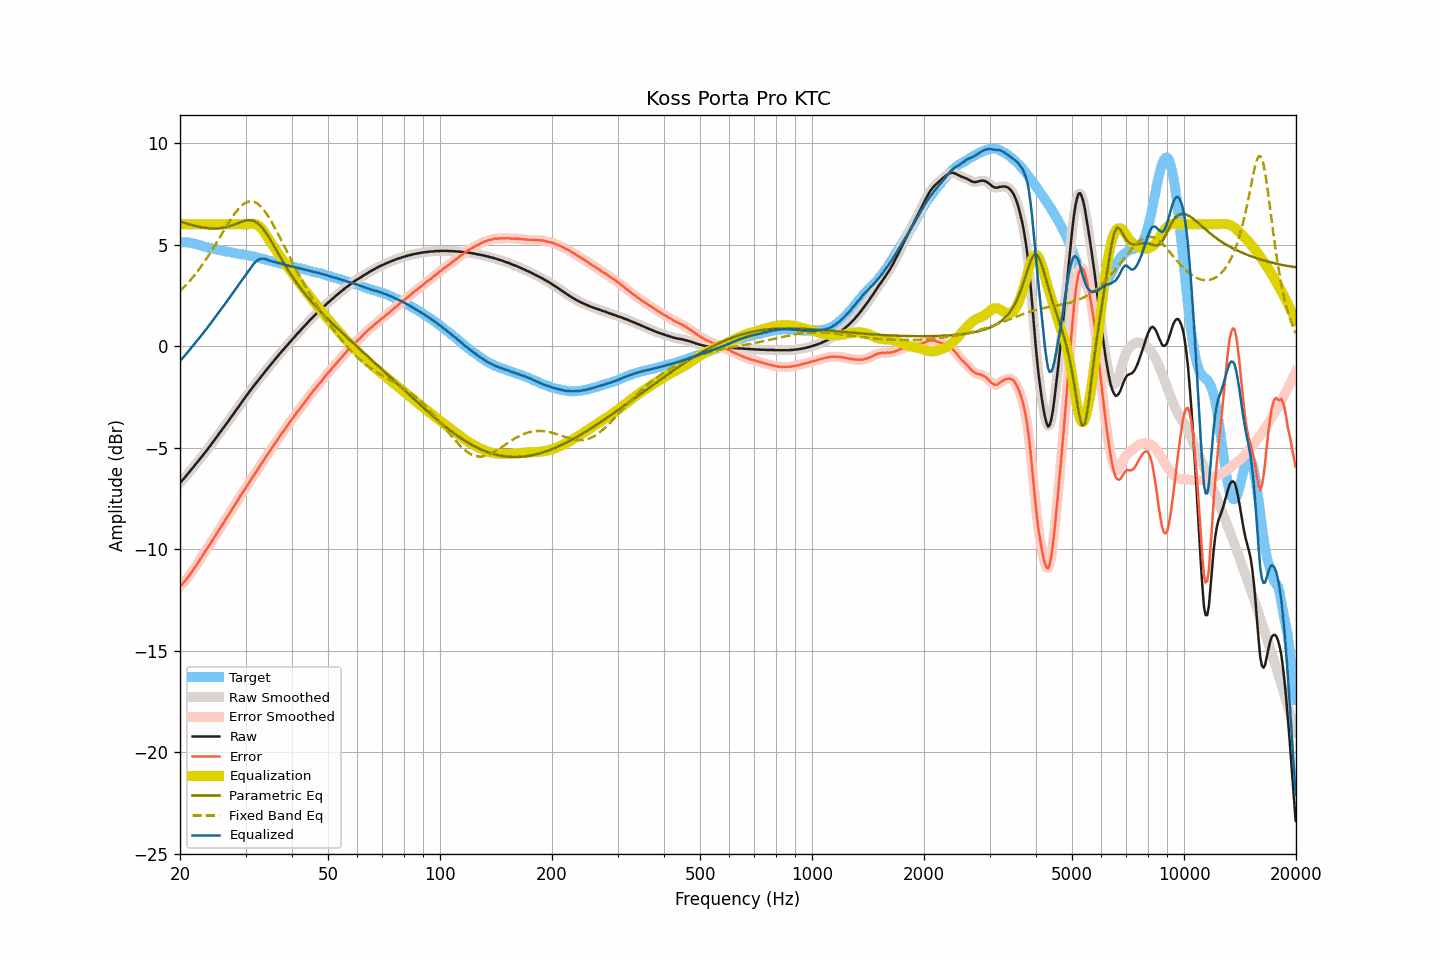 Koss Porta Pro KTC
10
5
0
−5
−10
−15
−20
−25
Amplitude (dBr)
Target
Raw Smoothed
Error Smoothed
Raw
Error
Equalization
Parametric Eq
Fixed Band Eq
Equalized
20 50 100 200 500 1000 2000 5000 10000 20000
Frequency (Hz)